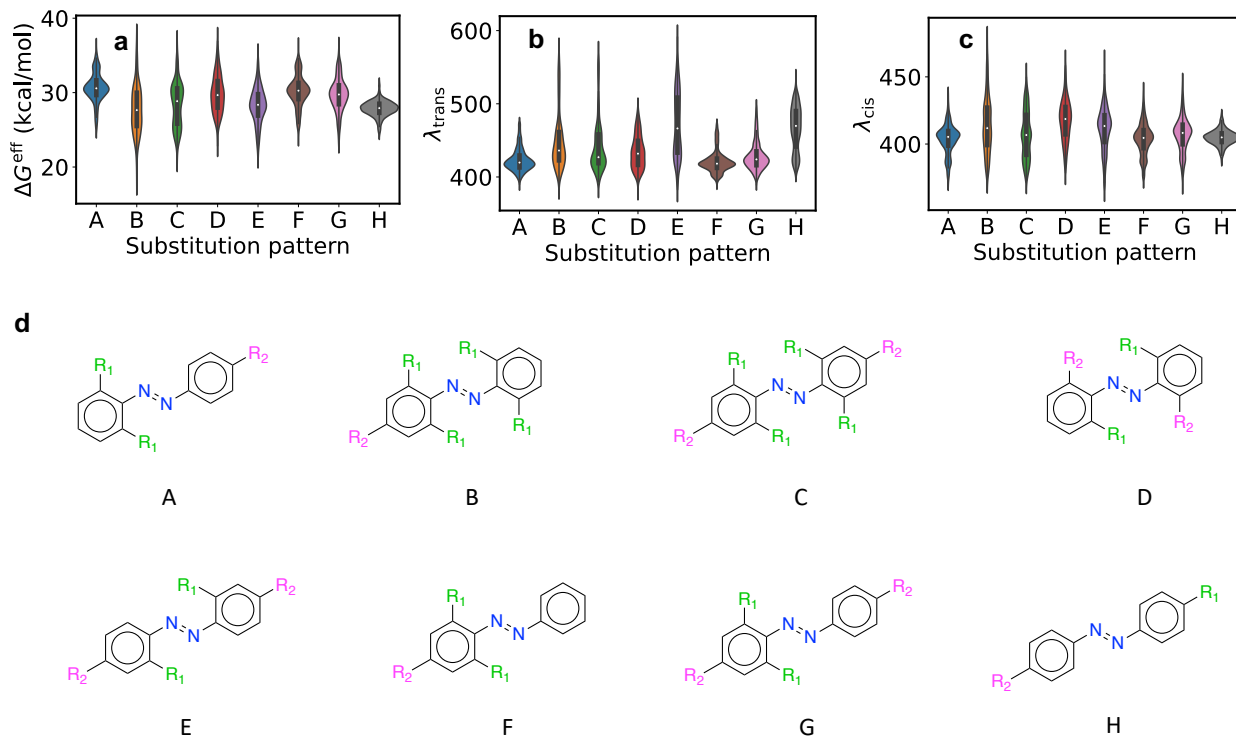 a
ΔG^eff (kcal/mol)
40
30
20
A B C D E F G H
Substitution pattern
b
λ_trans
600
500
400
A B C D E F G H
Substitution pattern
c
λ_cis
450
400
A B C D E F G H
Substitution pattern
d
R₁ N N R₁ R₂
A
R₁ R₁ N N R₂ R₁ R₁
B
R₁ R₁ R₂ N N R₂ R₁ R₁
C
R₂ R₁ N N R₁ R₂
D
R₁ R₂ N N R₂ R₁
E
R₁ N N R₂ R₁
F
R₁ R₂ N N R₂ R₁
G
R₁ N N R₂
H